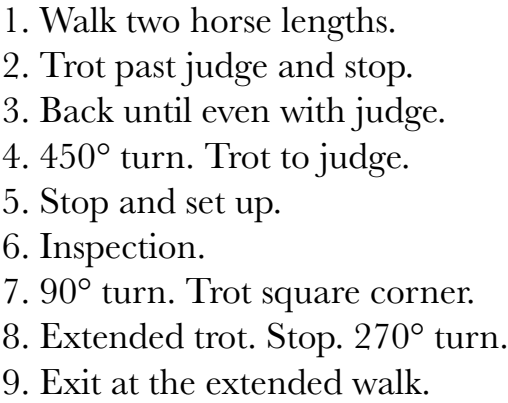 1. Walk two horse lengths.
2. Trot past judge and stop.
3. Back until even with judge.
4. 450° turn. Trot to judge.
5. Stop and set up.
6. Inspection.
7. 90° turn. Trot square corner.
8. Extended trot. Stop. 270° turn.
9. Exit at the extended walk.